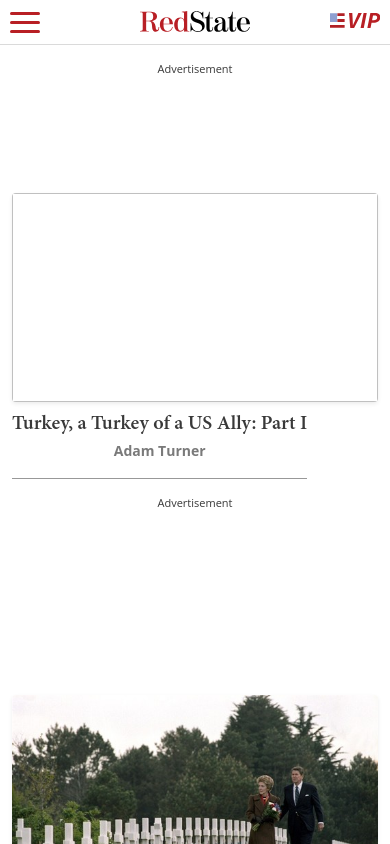 RedState
VIP
Advertisement
Turkey, a Turkey of a US Ally: Part I
Adam Turner
Advertisement